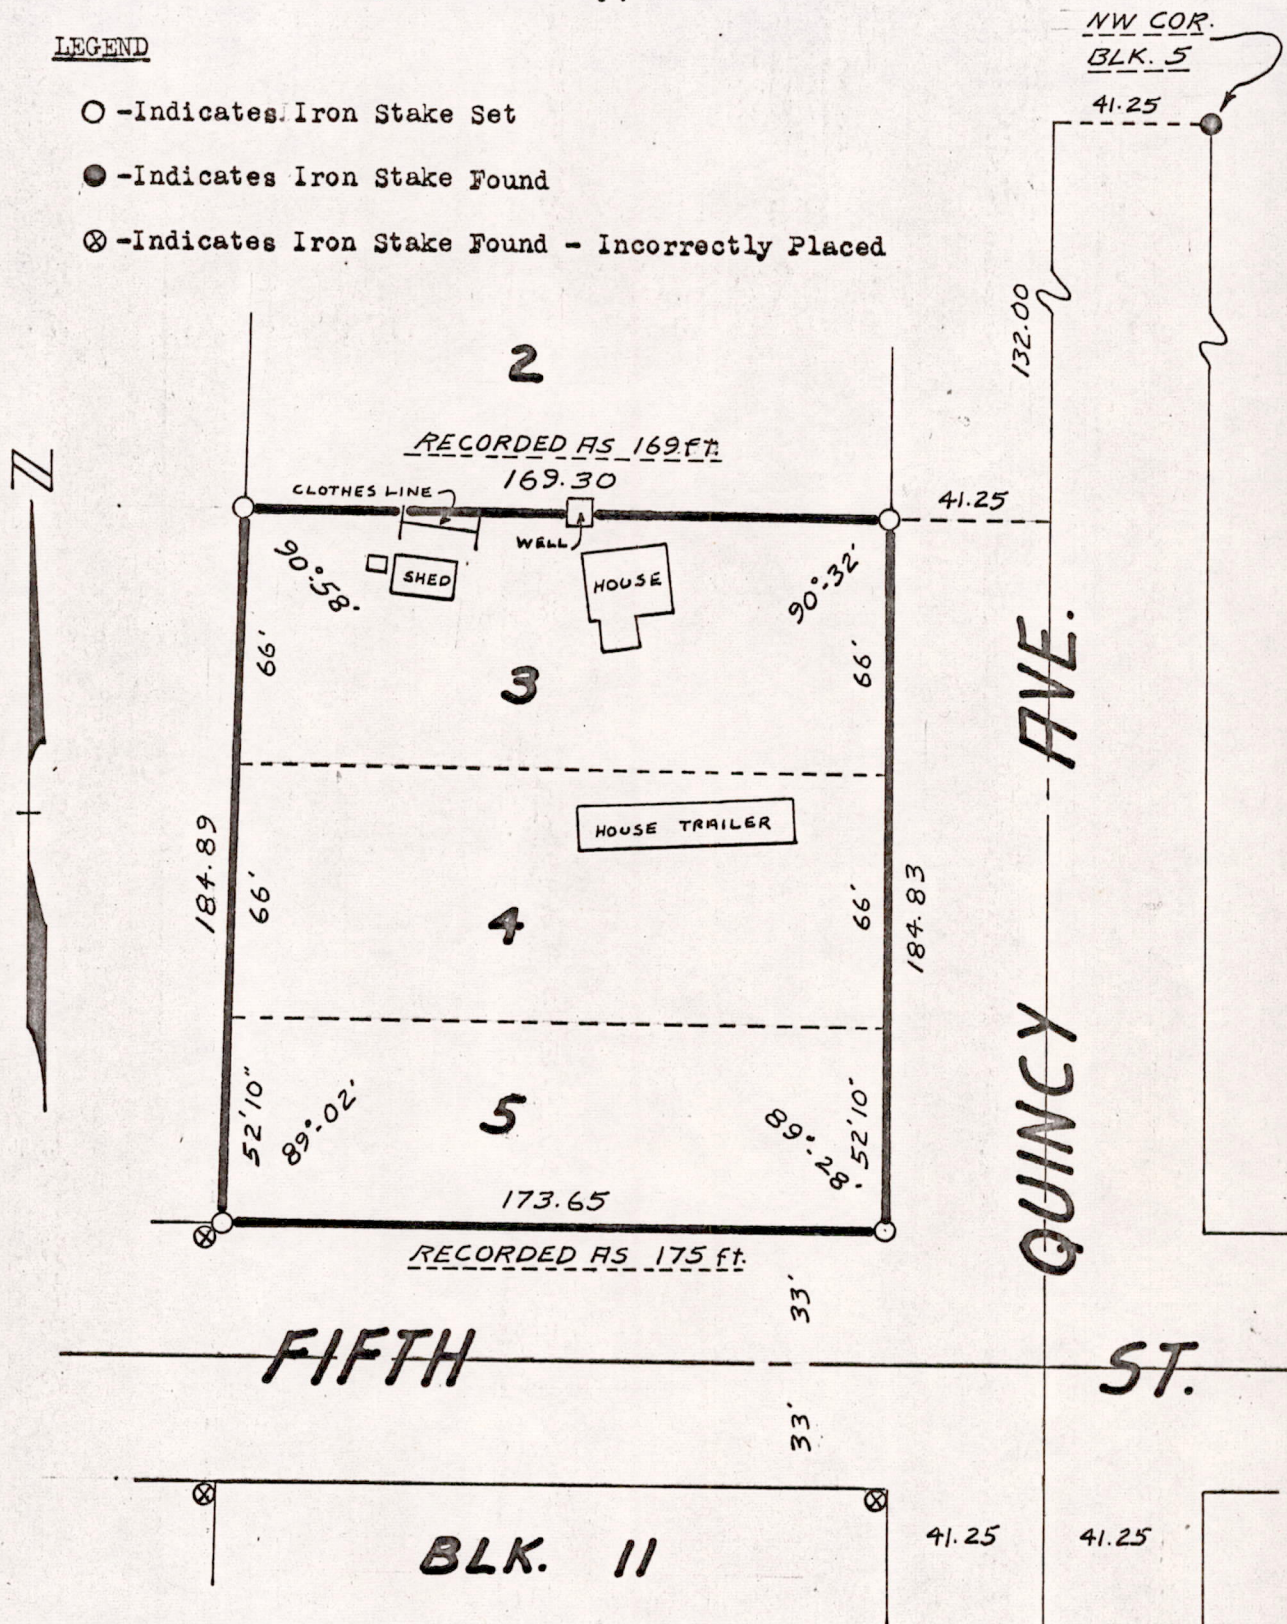 NW COR.
BLK. 5
LEGEND
-Indicates Iron Stake Set
-Indicates Iron Stake Found
-Indicates Iron Stake Found - Incorrectly Placed
41.25
132.00
2
RECORDED AS 169 ft.
169.30
CLOTHES LINE
41.25
N
WELL
90°-58'
SHED
HOUSE
90°-32'
66'
66'
3
AVE.
HOUSE TRAILER
184.89
66'
4
66'
184.83
52'10"
89°-02'
5
89°-28'
52'10"
QUINCY
173.65
RECORDED AS 175 ft.
33'
FIFTH
ST.
33'
BLK. 11
41.25
41.25